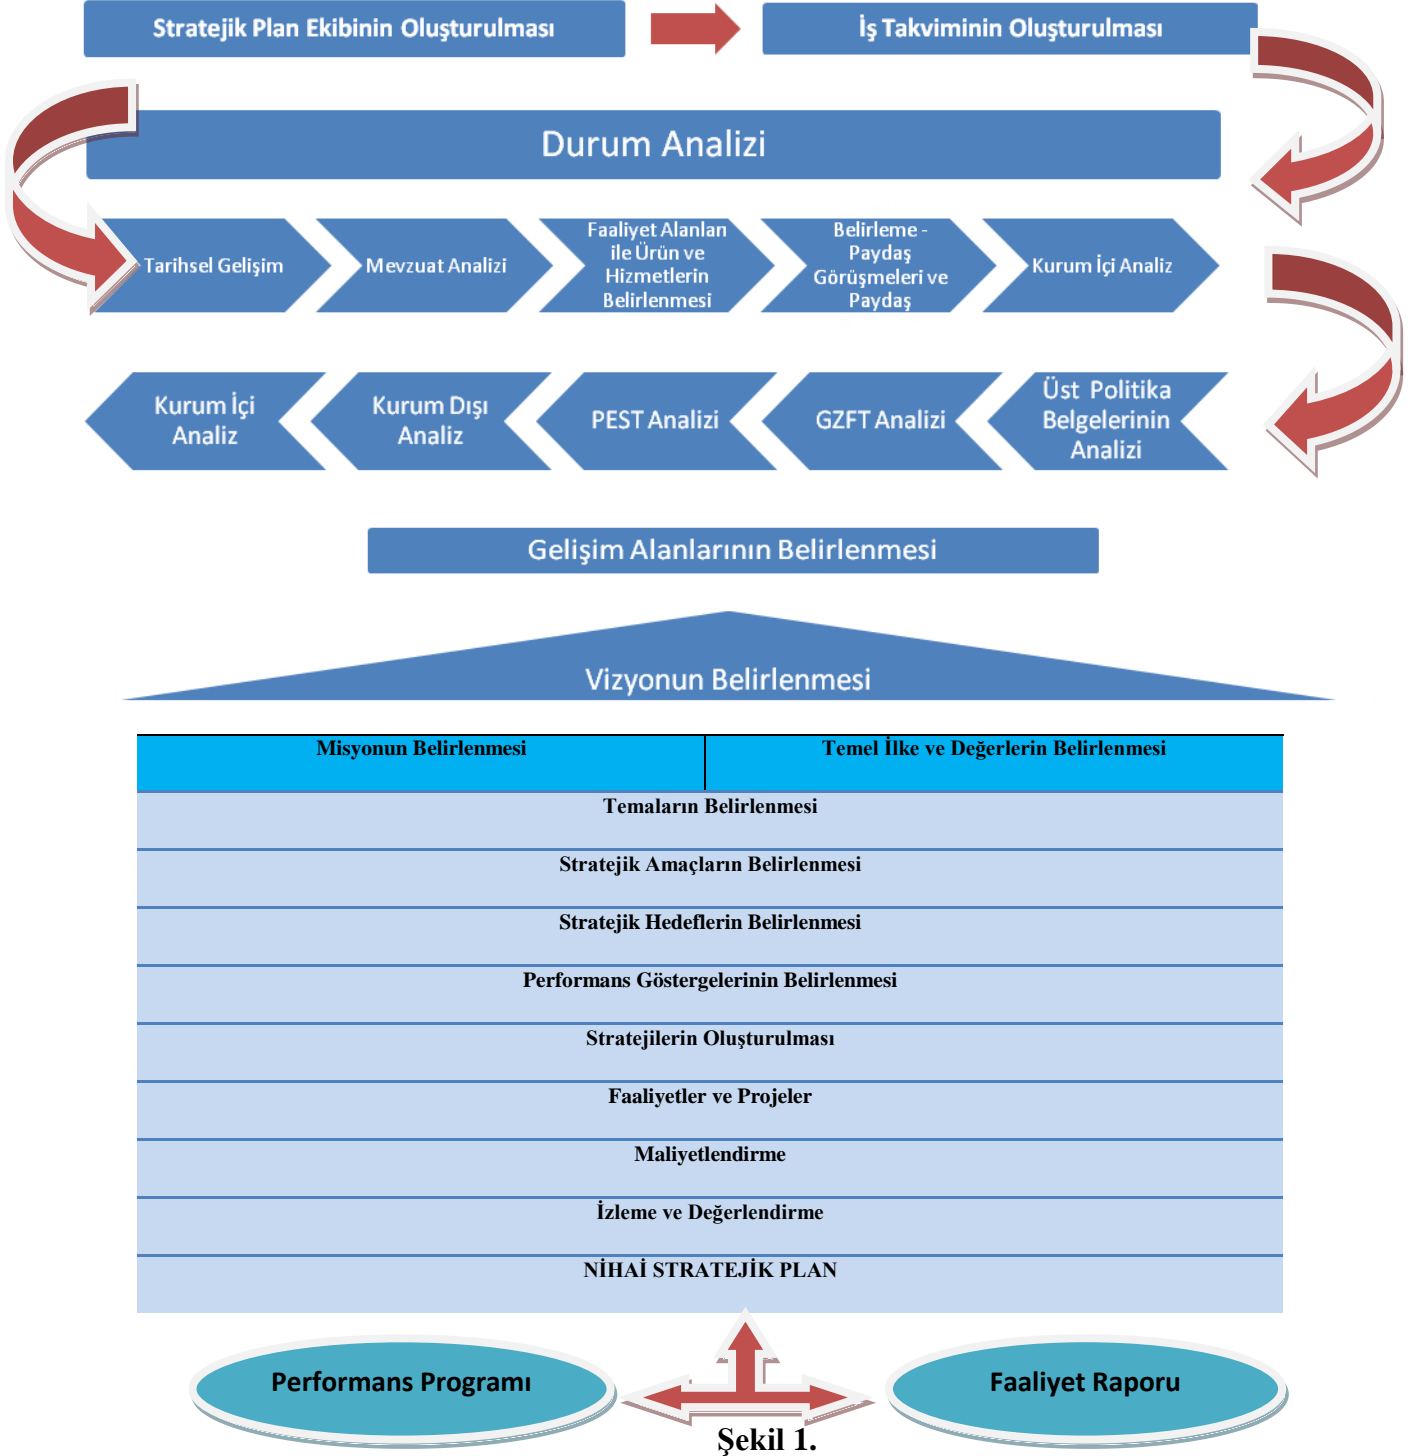 Stratejik Plan Ekibinin Oluşturulması
İş Takviminin Oluşturulması
Durum Analizi
Tarihsel Gelişim
Mevzuat Analizi
Faaliyet Alanları
ile Ürün ve
Hizmetlerin
Belirlenmesi
Belirleme -
Paydaş
Görüşmeleri ve
Paydaş
Kurum İçi Analiz
Kurum İçi
Analiz
Kurum Dışı
Analiz
PEST Analizi
GZFT Analizi
Üst Politika
Belgelerinin
Analizi
Gelişim Alanlarının Belirlenmesi
Vizyonun Belirlenmesi
Misyonun Belirlenmesi
Temel İlke ve Değerlerin Belirlenmesi
Temaların Belirlenmesi
Stratejik Amaçların Belirlenmesi
Stratejik Hedeflerin Belirlenmesi
Performans Göstergelerinin Belirlenmesi
Stratejilerin Oluşturulması
Faaliyetler ve Projeler
Maliyetlendirme
İzleme ve Değerlendirme
NİHAİ STRATEJİK PLAN
Performans Programı
Faaliyet Raporu
Şekil 1.